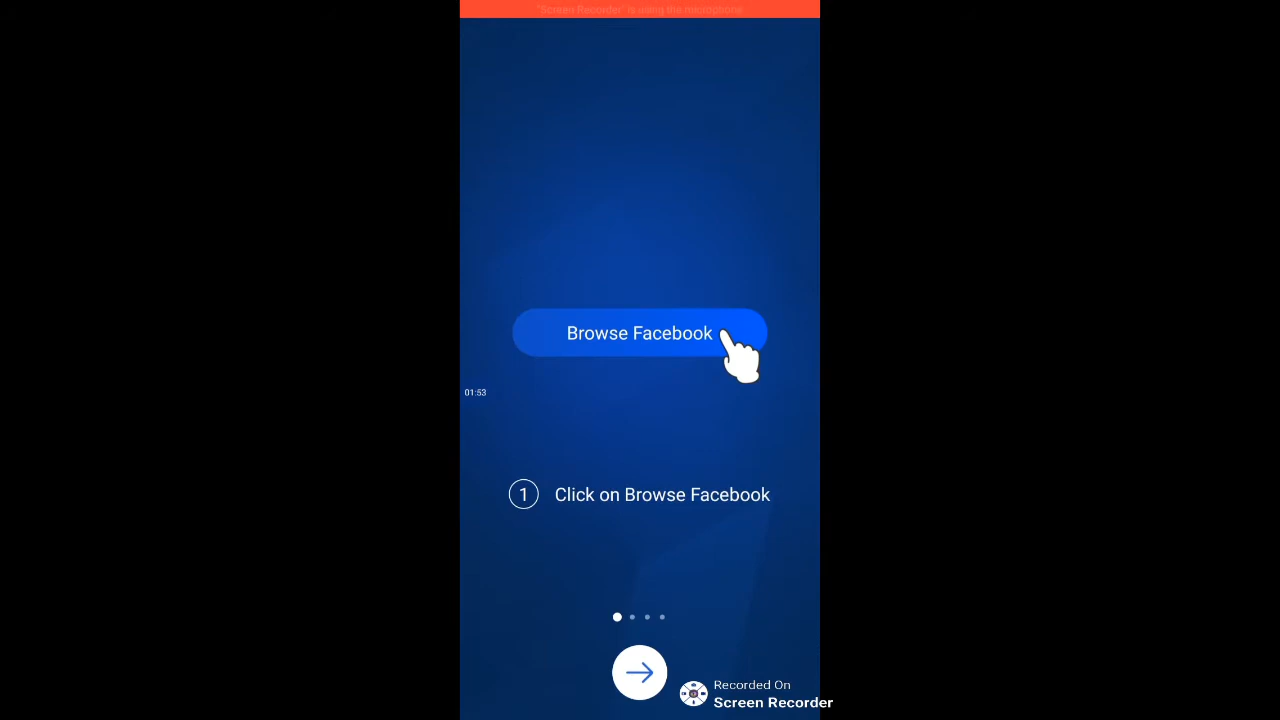 "Screen Recorder" is using the microphone
Browse Facebook
01:53
1 Click on Browse Facebook
Recorded On
Screen Recorder